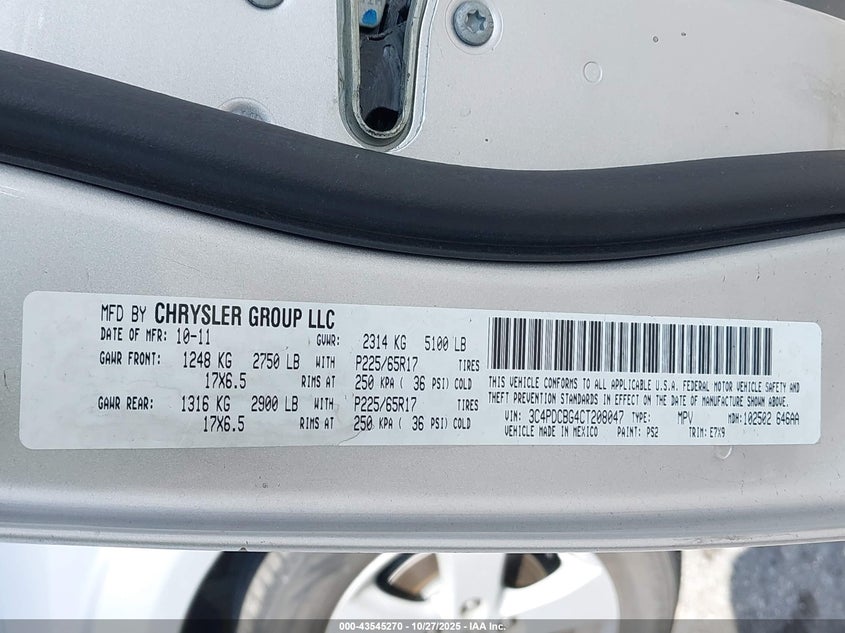 MFD BY CHRYSLER GROUP LLC
DATE OF MFR: 10-11 GVWR: 2314 KG 5100 LB
GAWR FRONT: 1248 KG 2750 LB WITH P225/65R17 TIRES
17X6.5 RIMS AT 250 KPA ( 36 PSI) COLD
GAWR REAR: 1316 KG 2900 LB WITH P225/65R17 TIRES
17X6.5 RIMS AT 250 KPA ( 36 PSI) COLD
THIS VEHICLE CONFORMS TO ALL APPLICABLE U.S.A. FEDERAL MOTOR VEHICLE SAFETY AND
THEFT PREVENTION STANDARDS IN EFFECT ON THE DATE OF MANUFACTURE SHOWN ABOVE.
VIN: 3C4PDCBG4CT208047 TYPE: MPV MDH: 102502 646AA
VEHICLE MADE IN MEXICO PAINT: PS2 TRIM: E7X9
000-43545270 - 10/27/2025 - IAA Inc.